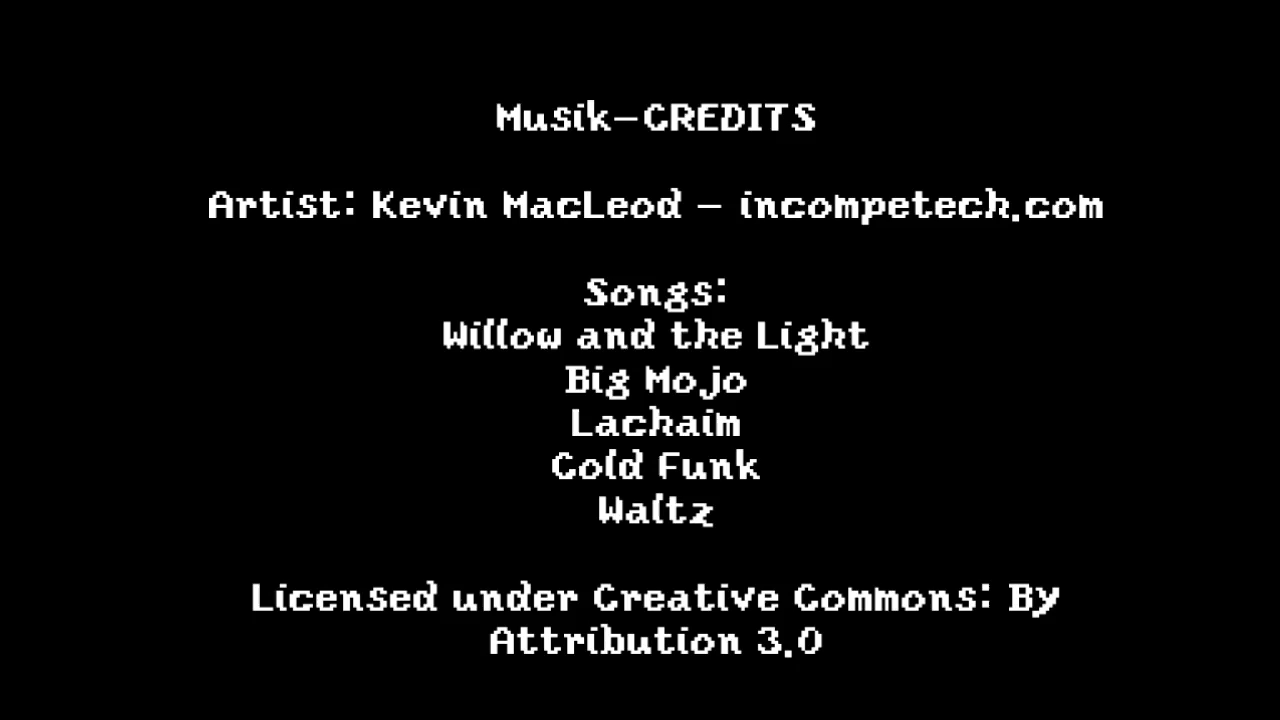 Musik-CREDITS
Artist: Kevin MacLeod - incompetech.com
Songs:
Willow and the Light
Big Mojo
Lachaim
Cold Funk
Waltz
Licensed under Creative Commons: By
Attribution 3.0